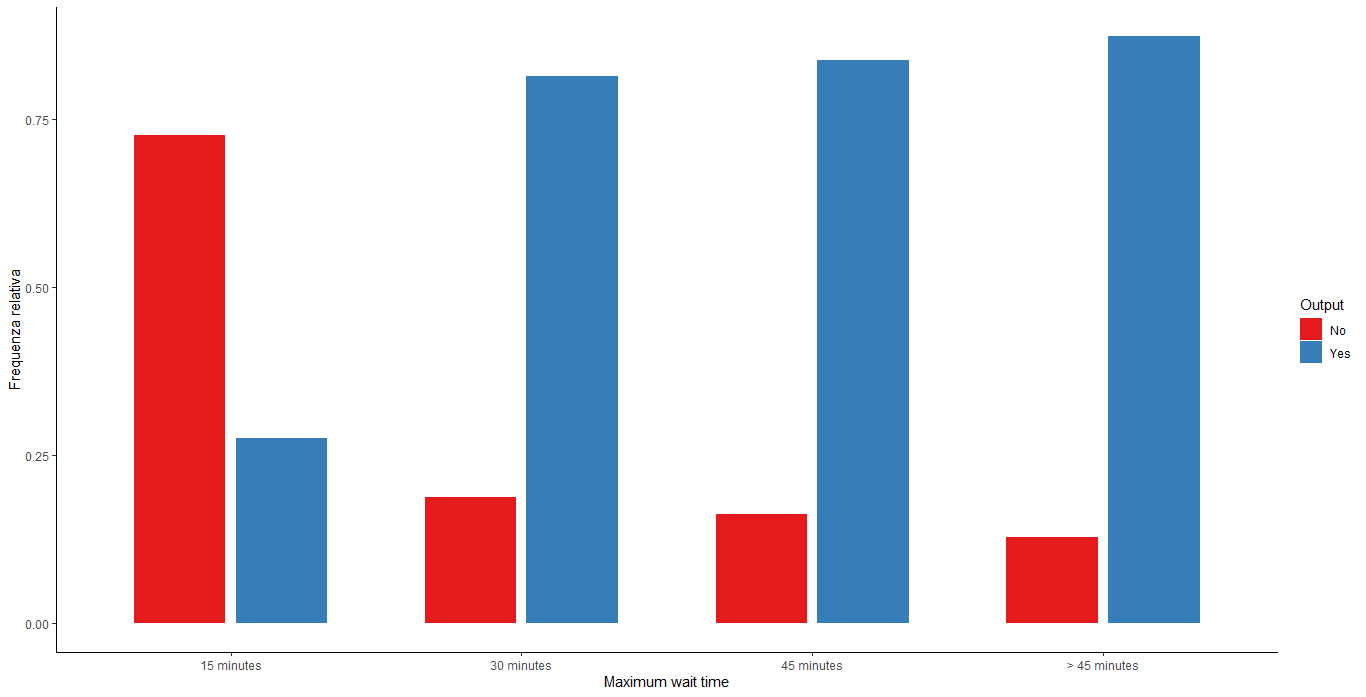 Frequenza relativa
0.75
0.50
0.25
0.00
15 minutes
30 minutes
45 minutes
> 45 minutes
Maximum wait time
Output
No
Yes